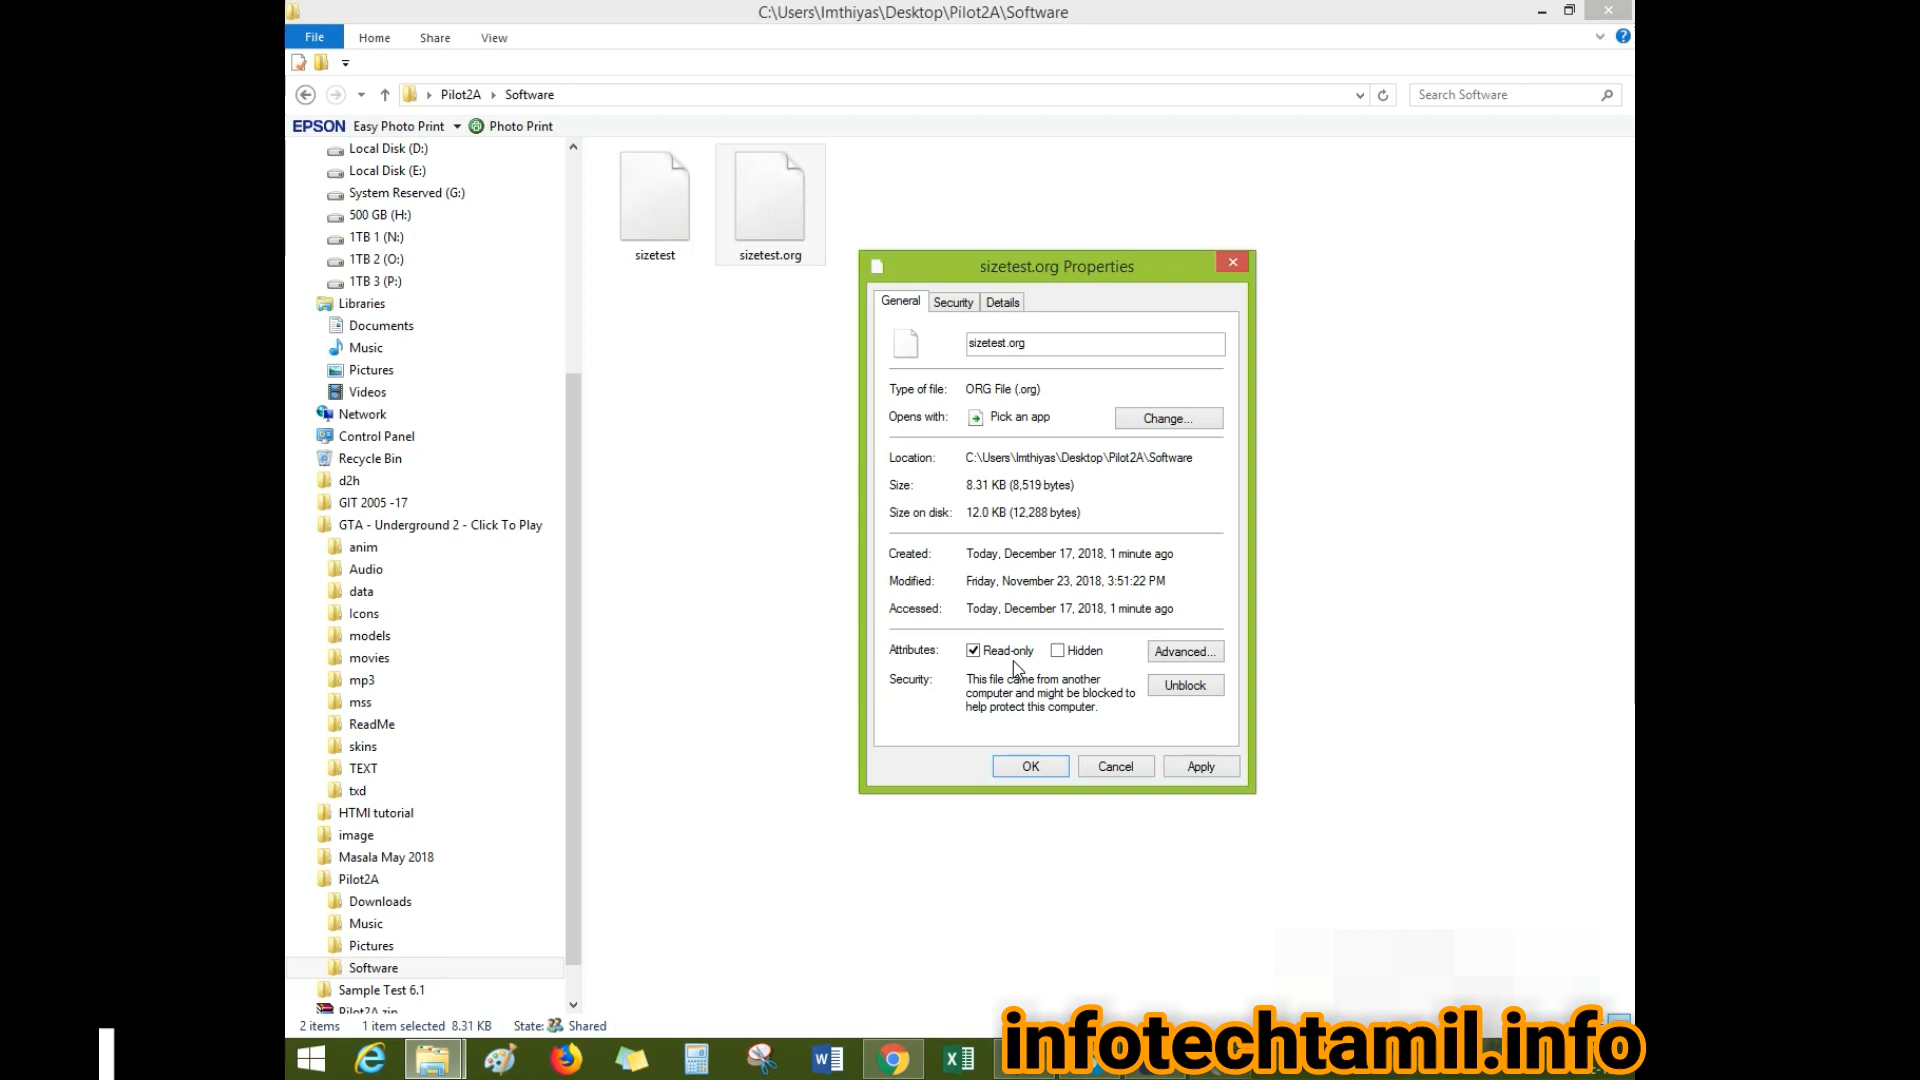 C:\Users\Imthiyas\Desktop\Pilot2A\Software
File Home Share View
Pilot2A Software
Search Software
EPSON Easy Photo Print Photo Print
Local Disk (D:)
Local Disk (E:)
System Reserved (G:)
500 GB (H:)
1TB 1 (N:)
1TB 2 (O:)
1TB 3 (P:)
Libraries
Documents
Music
Pictures
Videos
Network
Control Panel
Recycle Bin
d2h
GIT 2005 -17
GTA - Underground 2 - Click To Play
anim
Audio
data
Icons
models
movies
mp3
mss
ReadMe
skins
TEXT
txd
HTMl tutorial
image
Masala May 2018
Pilot2A
Downloads
Music
Pictures
Software
Sample Test 6.1
Pilot2A.zip
sizetest
sizetest.org
sizetest.org Properties
General Security Details
sizetest.org
Type of file: ORG File (.org)
Opens with: Pick an app Change...
Location: C:\Users\Imthiyas\Desktop\Pilot2A\Software
Size: 8.31 KB (8,519 bytes)
Size on disk: 12.0 KB (12,288 bytes)
Created: Today, December 17, 2018, 1 minute ago
Modified: Friday, November 23, 2018, 3:51:22 PM
Accessed: Today, December 17, 2018, 1 minute ago
Attributes: Read-only Hidden Advanced...
Security: This file came from another
computer and might be blocked to
help protect this computer.
Unblock
OK Cancel Apply
2 items 1 item selected 8.31 KB State: Shared
infotechtamil.info